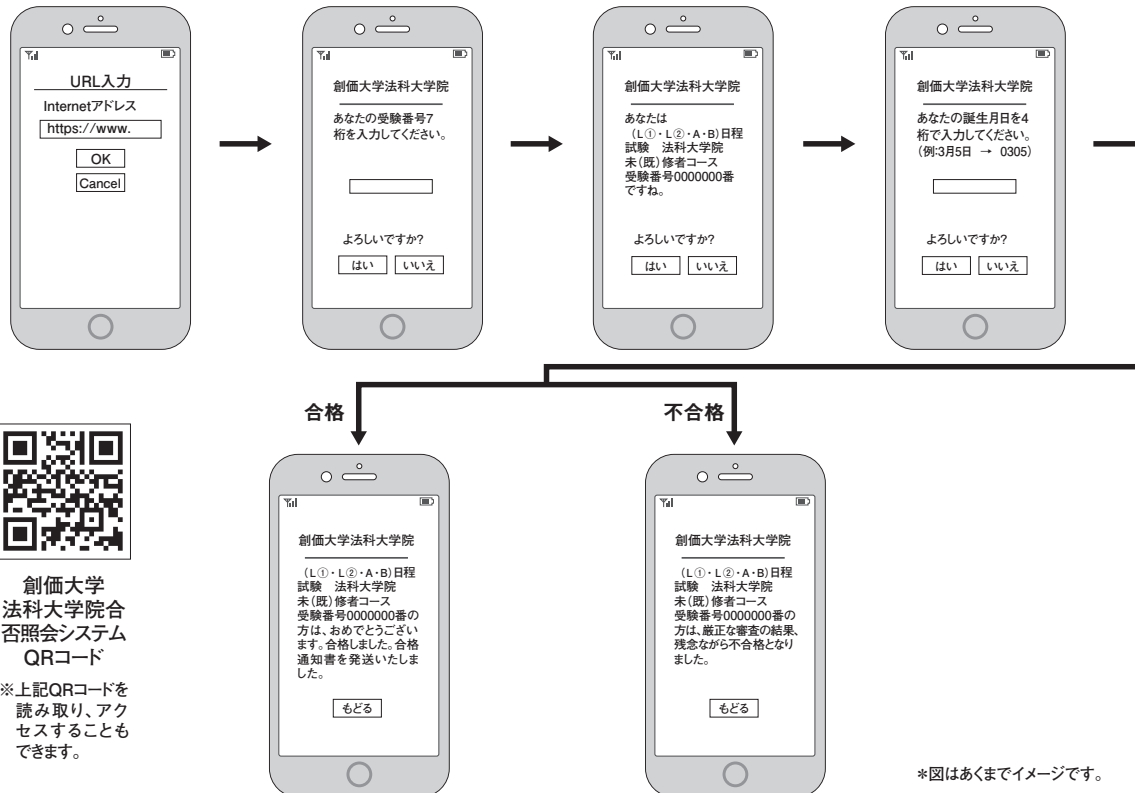 URL入力
Internetアドレス
https://www.
OK
Cancel
創価大学法科大学院
あなたの受験番号7
桁を入力してください。
よろしいですか?
はい
いいえ
創価大学法科大学院
あなたは
(L①・L②・A・B)日程
試験 法科大学院
未(既)修者コース
受験番号0000000番
ですね。
よろしいですか?
はい
いいえ
創価大学法科大学院
あなたの誕生月日を4
桁で入力してください。
(例:3月5日 → 0305)
よろしいですか?
はい
いいえ
合格
不合格
創価大学
法科大学院合
否照会システム
QRコード
※上記QRコードを
読み取り、アク
セスすることも
できます。
創価大学法科大学院
(L①・L②・A・B)日程
試験 法科大学院
未(既)修者コース
受験番号0000000番の
方は、おめでとうござい
ます。合格しました。合格
通知書を発送いたしま
した。
もどる
創価大学法科大学院
(L①・L②・A・B)日程
試験 法科大学院
未(既)修者コース
受験番号0000000番の
方は、厳正な審査の結果、
残念ながら不合格となり
ました。
もどる
*図はあくまでイメージです。